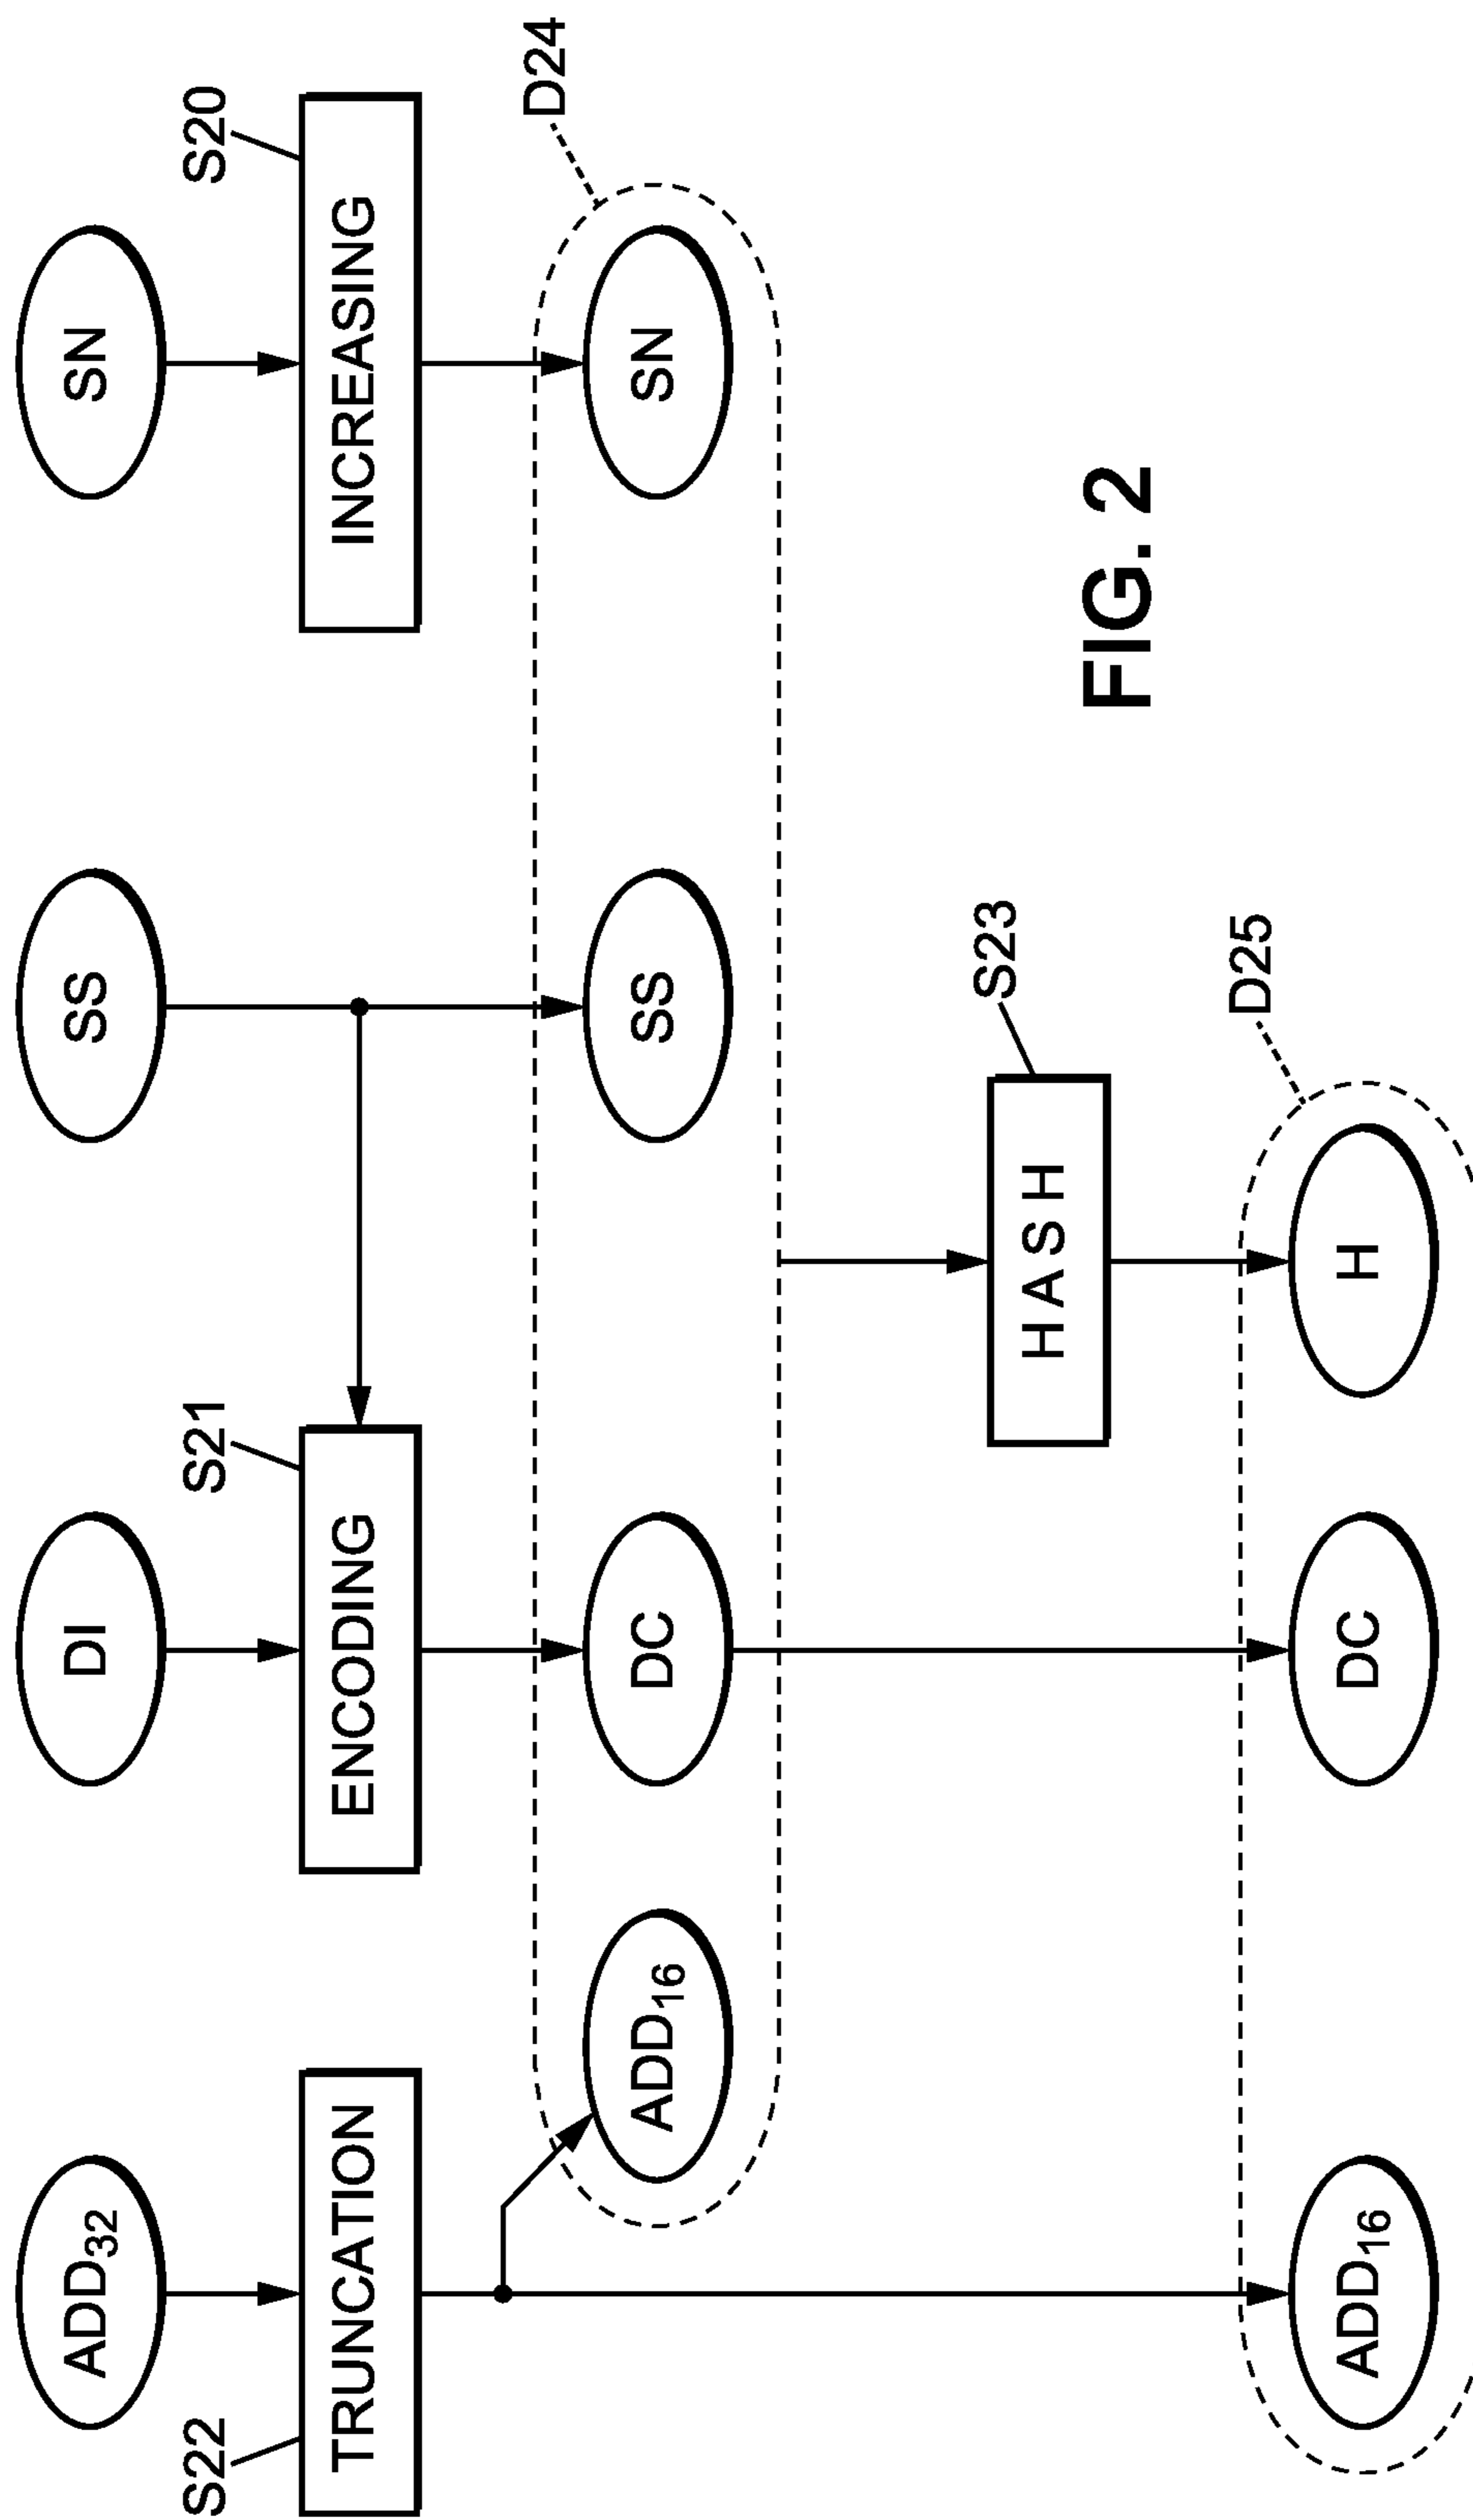 S22
S21
S20
ADD32
DI
SS
SN
TRUNCATION
ENCODING
INCREASING
D24
ADD16
DC
SS
SN
S23
HASH
D25
ADD16
DC
H
FIG. 2